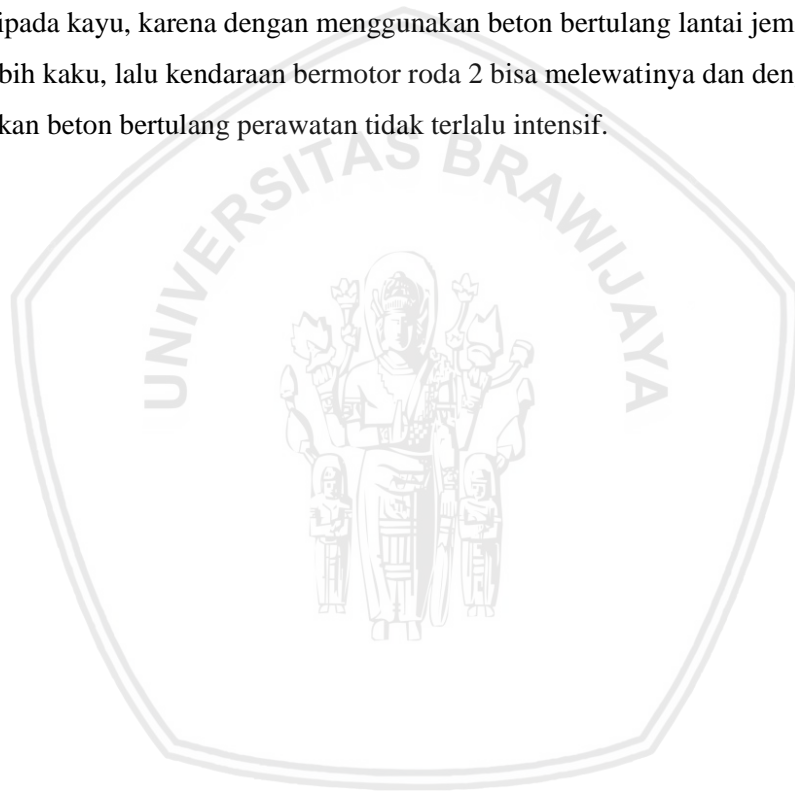 ipada kayu, karena dengan menggunakan beton bertulang lantai jem
bih kaku, lalu kendaraan bermotor roda 2 bisa melewatinya dan den
kan beton bertulang perawatan tidak terlalu intensif.
UNIVERSITAS BRAWIJAYA